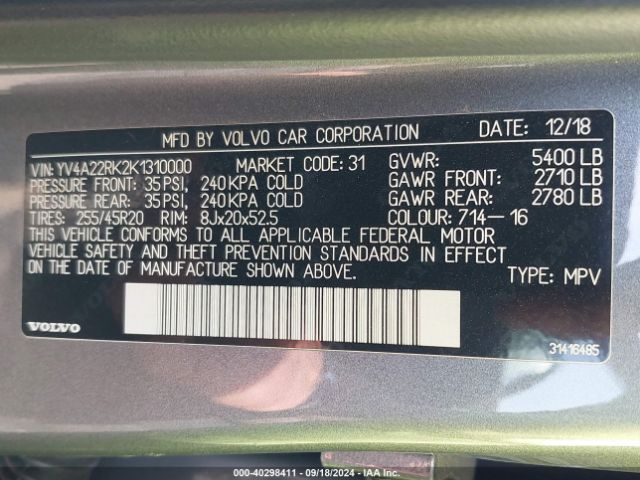 MFD BY VOLVO CAR CORPORATION DATE: 12/18
VIN: YV4A22RK2K1310000 MARKET CODE: 31 GVWR: 5400 LB
PRESSURE FRONT: 35 PSI, 240 KPA COLD GAWR FRONT: 2710 LB
PRESSURE REAR: 35 PSI, 240 KPA COLD GAWR REAR: 2780 LB
TIRES: 255/45R20 RIM: 8Jx20x52.5 COLOUR: 714-16
THIS VEHICLE CONFORMS TO ALL APPLICABLE FEDERAL MOTOR
VEHICLE SAFETY AND THEFT PREVENTION STANDARDS IN EFFECT
ON THE DATE OF MANUFACTURE SHOWN ABOVE. TYPE: MPV
VOLVO 31416485
000-40298411 - 09/18/2024 - IAA Inc.